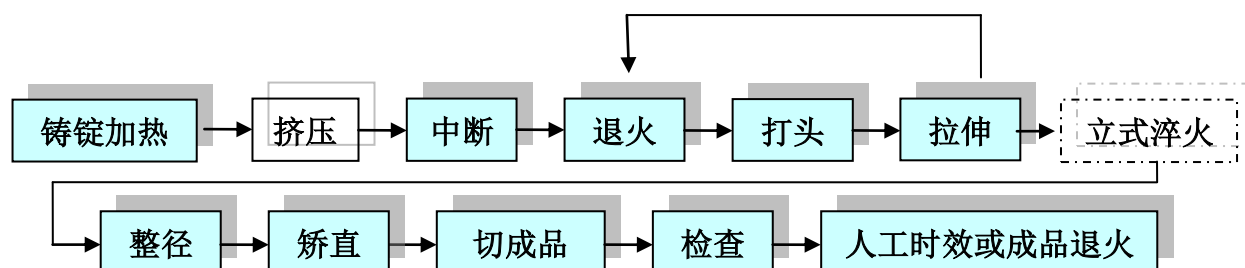 铸锭加热 挤压 中断 退火 打头 拉伸 立式淬火
整径 矫直 切成品 检查 人工时效或成品退火